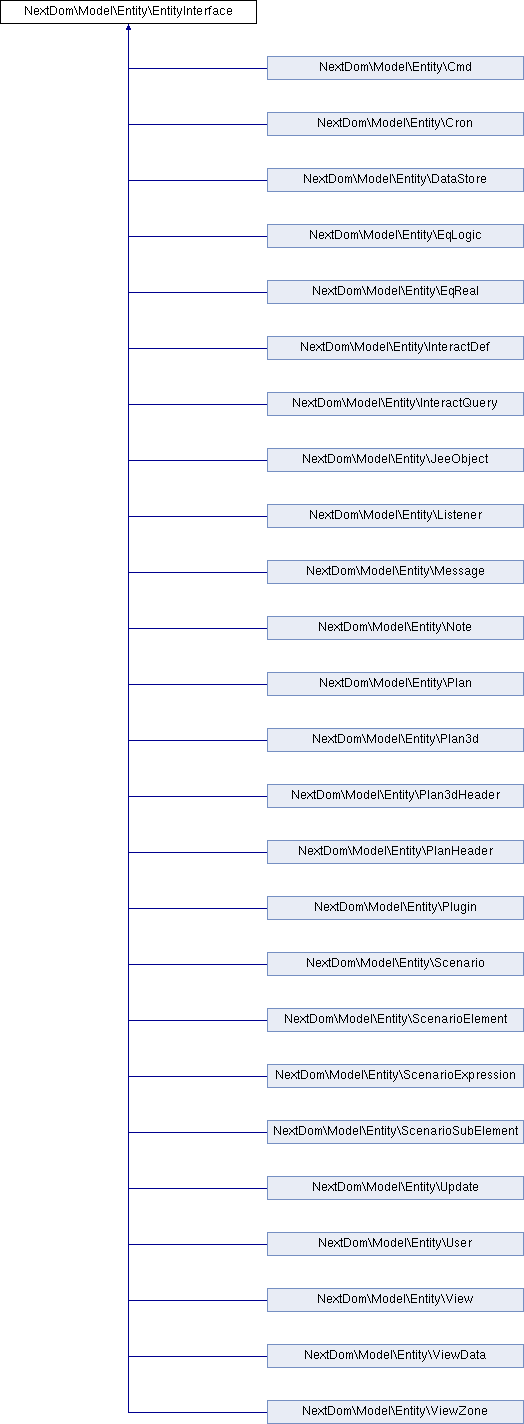 NextDom\Model\Entity\EntityInterface
NextDom\Model\Entity\Cmd
NextDom\Model\Entity\Cron
NextDom\Model\Entity\DataStore
NextDom\Model\Entity\EqLogic
NextDom\Model\Entity\EqReal
NextDom\Model\Entity\InteractDef
NextDom\Model\Entity\InteractQuery
NextDom\Model\Entity\JeeObject
NextDom\Model\Entity\Listener
NextDom\Model\Entity\Message
NextDom\Model\Entity\Note
NextDom\Model\Entity\Plan
NextDom\Model\Entity\Plan3d
NextDom\Model\Entity\Plan3dHeader
NextDom\Model\Entity\PlanHeader
NextDom\Model\Entity\Plugin
NextDom\Model\Entity\Scenario
NextDom\Model\Entity\ScenarioElement
NextDom\Model\Entity\ScenarioExpression
NextDom\Model\Entity\ScenarioSubElement
NextDom\Model\Entity\Update
NextDom\Model\Entity\User
NextDom\Model\Entity\View
NextDom\Model\Entity\ViewData
NextDom\Model\Entity\ViewZone